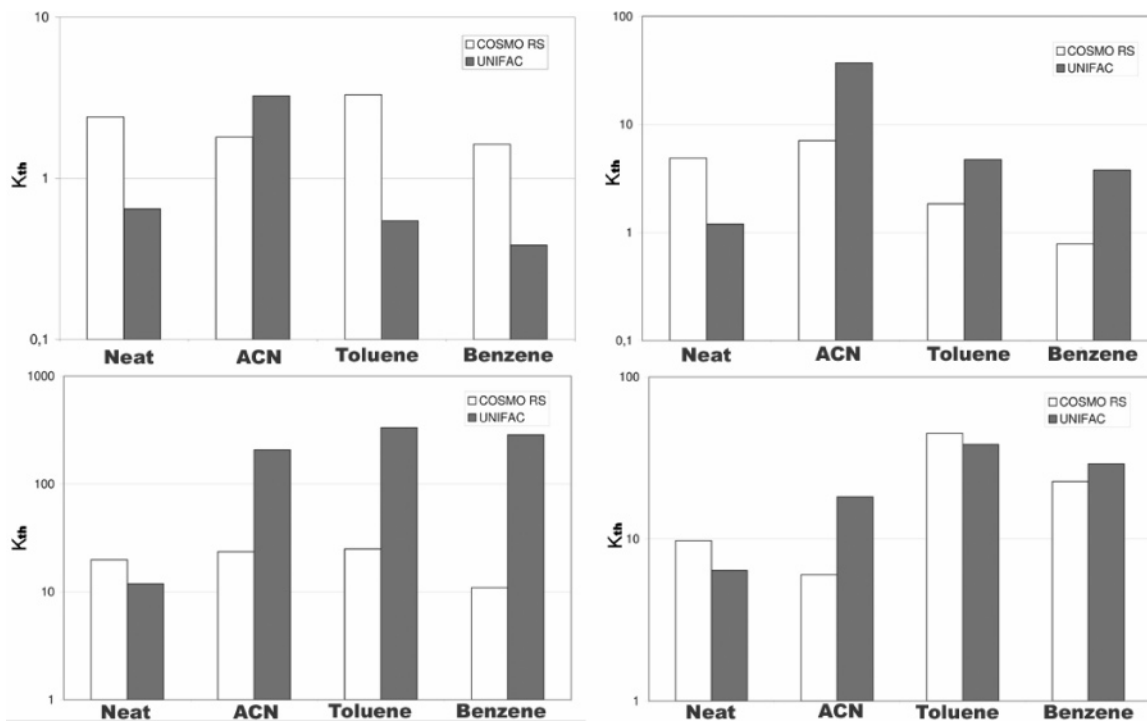 10
COSMO RS
UNIFAC
Kth
1
0,1
Neat ACN Toluene Benzene
100
COSMO RS
UNIFAC
10
Kth
1
0,1
Neat ACN Toluene Benzene
1000
COSMO RS
UNIFAC
100
Kth
10
1
Neat ACN Toluene Benzene
100
COSMO RS
UNIFAC
Kth
10
1
Neat ACN Toluene Benzene